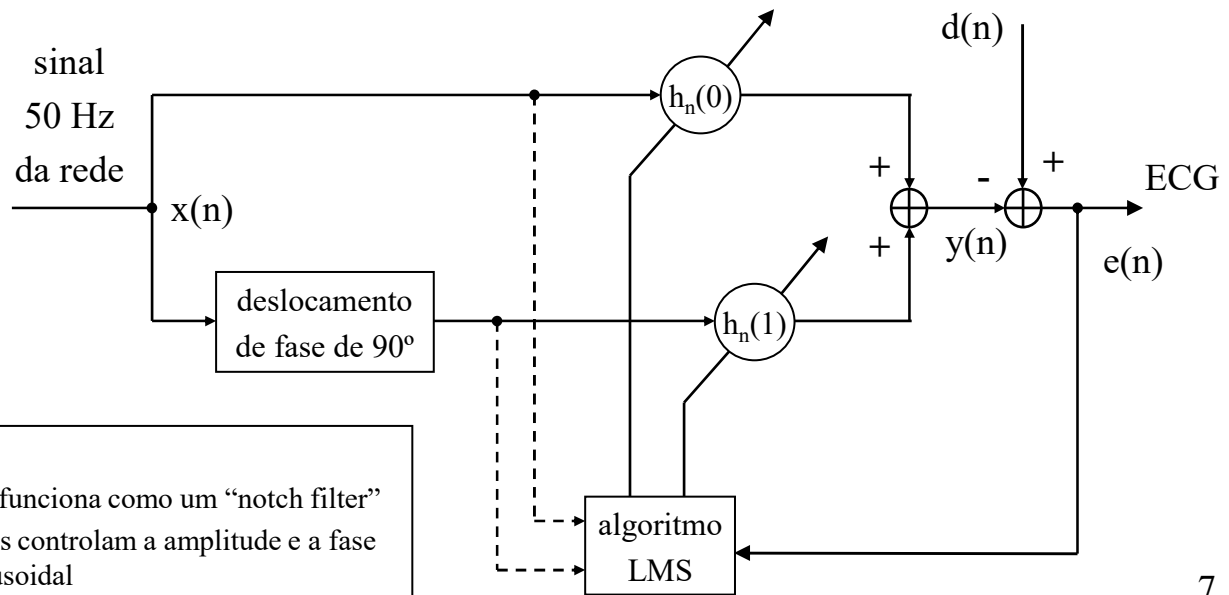 sinal
50 Hz
da rede
x(n)
deslocamento
de fase de 90º
hₙ(0)
hₙ(1)
+
+
y(n)
-
d(n)
+
ECG
e(n)
algoritmo
LMS
funciona como um “notch filter”
s controlam a amplitude e a fase
usoidal
7